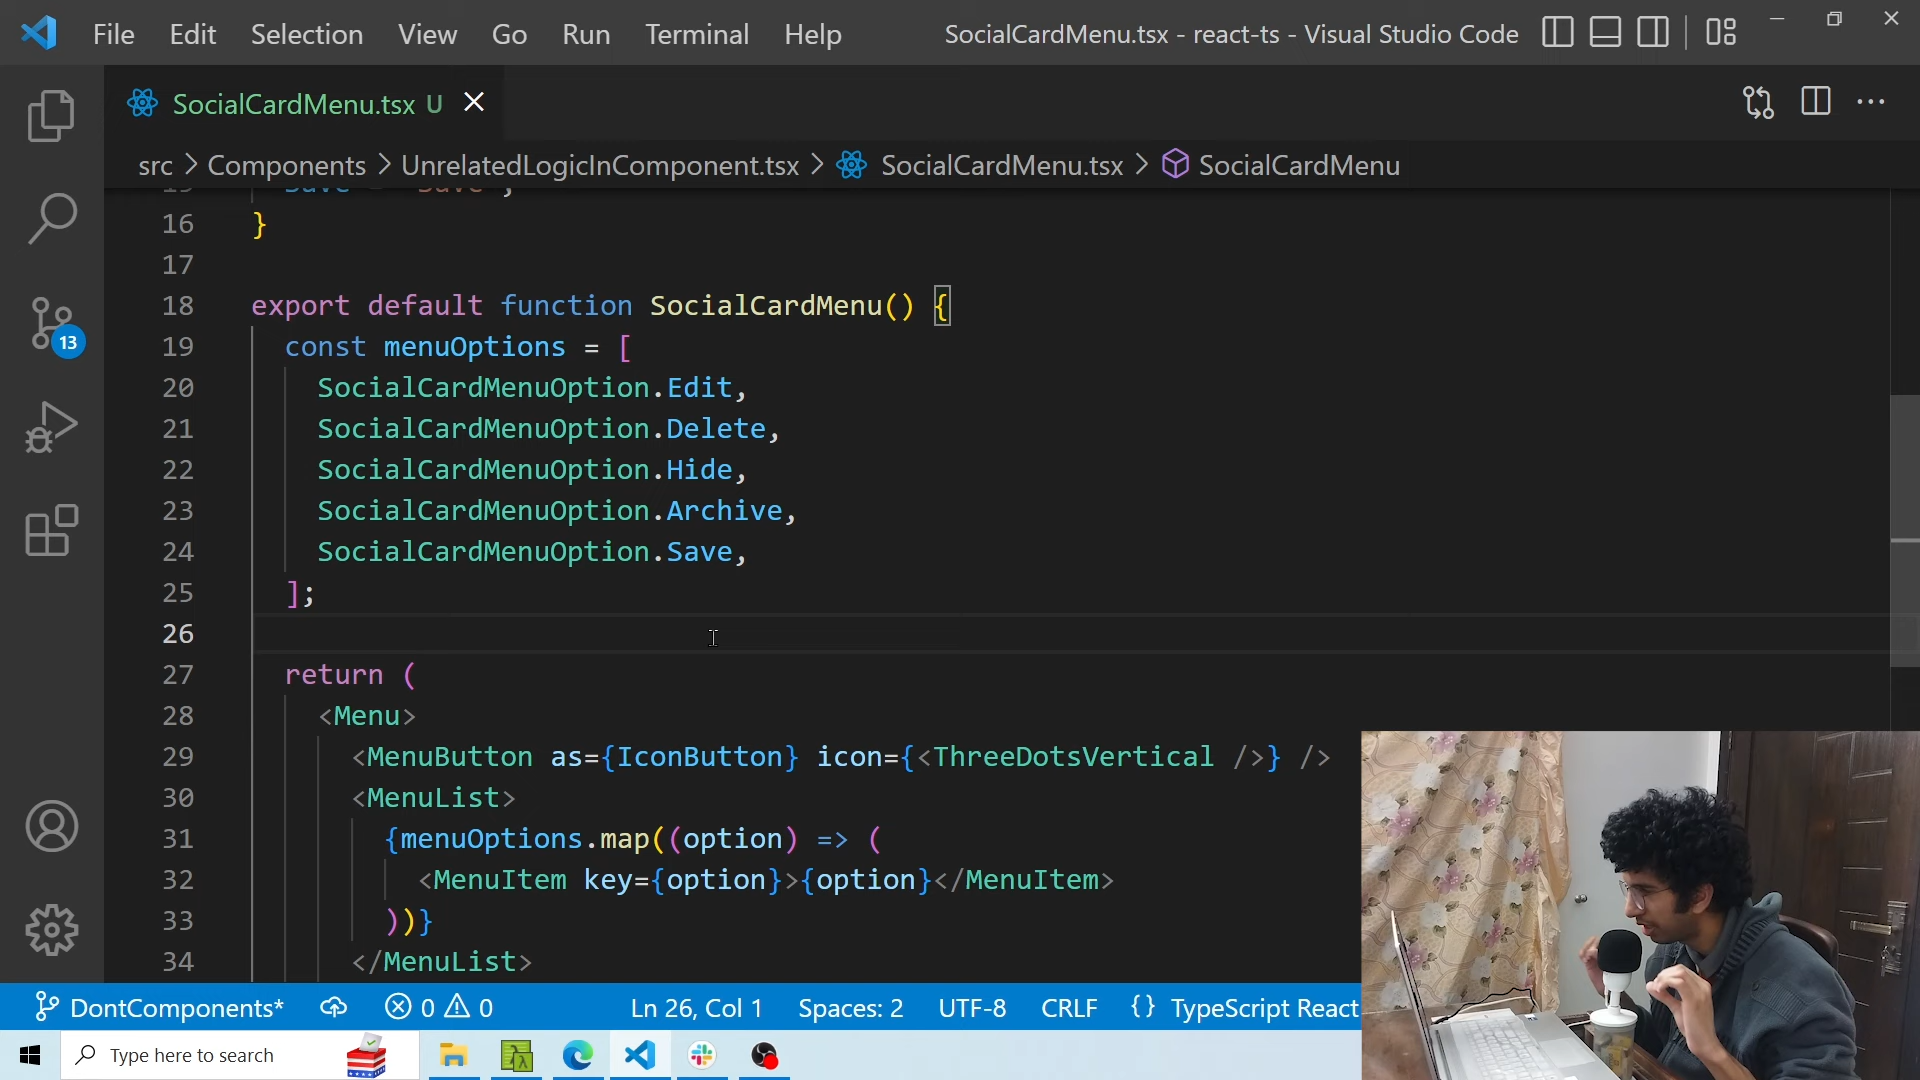 File Edit Selection View Go Run Terminal Help SocialCardMenu.tsx - react-ts - Visual Studio Code
SocialCardMenu.tsx U
src > Components > UnrelatedLogicInComponent.tsx > SocialCardMenu.tsx > SocialCardMenu
15 Save = "Save",
16 }
17
18 export default function SocialCardMenu() {
19 const menuOptions = [
20 SocialCardMenuOption.Edit,
21 SocialCardMenuOption.Delete,
22 SocialCardMenuOption.Hide,
23 SocialCardMenuOption.Archive,
24 SocialCardMenuOption.Save,
25 ];
26
27 return (
28 <Menu>
29 <MenuButton as={IconButton} icon={<ThreeDotsVertical />} />
30 <MenuList>
31 {menuOptions.map((option) => (
32 <MenuItem key={option}>{option}</MenuItem>
33 ))}
34 </MenuList>
13
DontComponents* 0 0 Ln 26, Col 1 Spaces: 2 UTF-8 CRLF {} TypeScript React
Type here to search